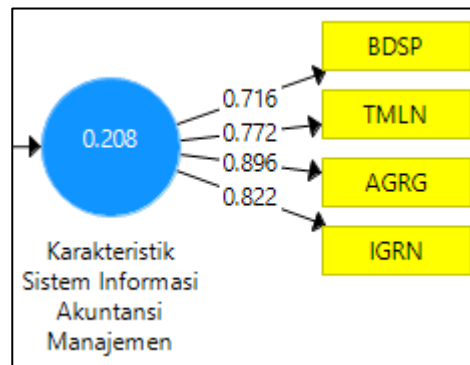 BDSP
0.716
0.208
0.772
TMLN
0.896
AGRG
0.822
IGRN
Karakteristik
Sistem Informasi
Akuntansi
Manajemen